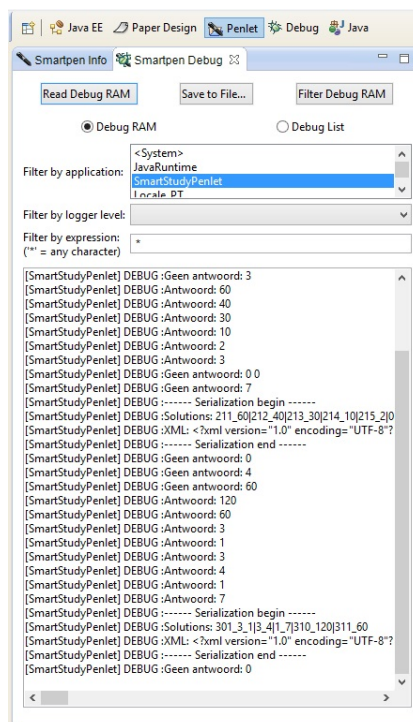 Java EE Paper Design Penlet Debug Java
Smartpen Info Smartpen Debug
Read Debug RAM Save to File... Filter Debug RAM
Debug RAM Debug List
<System>
JavaRuntime
Filter by application: SmartStudyPenlet
Locale_PT
Filter by logger level:
Filter by expression: *
('*' = any character)
[SmartStudyPenlet] DEBUG :Geen antwoord: 3
[SmartStudyPenlet] DEBUG :Antwoord: 60
[SmartStudyPenlet] DEBUG :Antwoord: 40
[SmartStudyPenlet] DEBUG :Antwoord: 30
[SmartStudyPenlet] DEBUG :Antwoord: 10
[SmartStudyPenlet] DEBUG :Antwoord: 2
[SmartStudyPenlet] DEBUG :Antwoord: 3
[SmartStudyPenlet] DEBUG :Geen antwoord: 0 0
[SmartStudyPenlet] DEBUG :Geen antwoord: 7
[SmartStudyPenlet] DEBUG :------ Serialization begin ------
[SmartStudyPenlet] DEBUG :Solutions: 211_60|212_40|213_30|214_10|215_2|0
[SmartStudyPenlet] DEBUG :XML: <?xml version="1.0" encoding="UTF-8"?
[SmartStudyPenlet] DEBUG :------ Serialization end ------
[SmartStudyPenlet] DEBUG :Geen antwoord: 0
[SmartStudyPenlet] DEBUG :Geen antwoord: 4
[SmartStudyPenlet] DEBUG :Geen antwoord: 60
[SmartStudyPenlet] DEBUG :Antwoord: 120
[SmartStudyPenlet] DEBUG :Antwoord: 60
[SmartStudyPenlet] DEBUG :Antwoord: 3
[SmartStudyPenlet] DEBUG :Antwoord: 1
[SmartStudyPenlet] DEBUG :Antwoord: 3
[SmartStudyPenlet] DEBUG :Antwoord: 4
[SmartStudyPenlet] DEBUG :Antwoord: 1
[SmartStudyPenlet] DEBUG :Antwoord: 7
[SmartStudyPenlet] DEBUG :------ Serialization begin ------
[SmartStudyPenlet] DEBUG :Solutions: 301_3_1|3_4|1_7|310_120|311_60
[SmartStudyPenlet] DEBUG :XML: <?xml version="1.0" encoding="UTF-8"?
[SmartStudyPenlet] DEBUG :------ Serialization end ------
[SmartStudyPenlet] DEBUG :Geen antwoord: 0